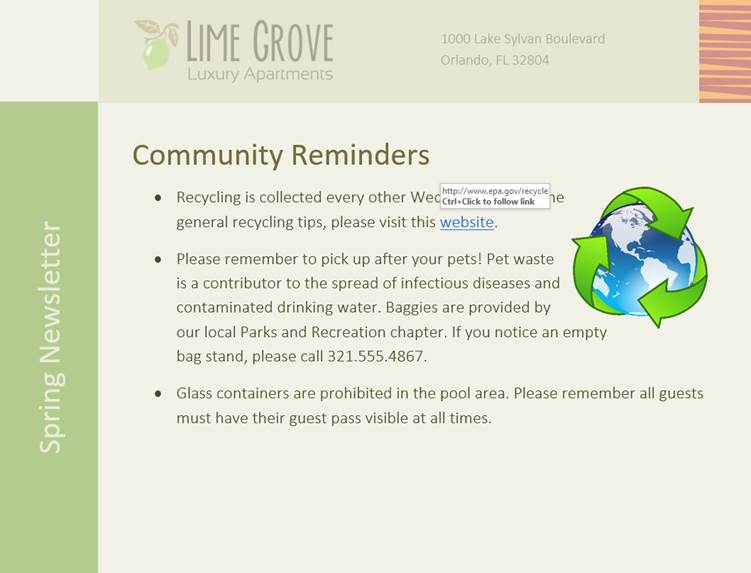 LIME GROVE
Luxury Apartments
1000 Lake Sylvan Boulevard
Orlando, FL 32804
Spring Newsletter
Community Reminders
• Recycling is collected every other
http://www.epa.gov/recycle
Ctrl+Click to follow link
general recycling tips, please visit this website.
• Please remember to pick up after your pets! Pet waste
is a contributor to the spread of infectious diseases and
contaminated drinking water. Baggies are provided by
our local Parks and Recreation chapter. If you notice an empty
bag stand, please call 321.555.4867.
• Glass containers are prohibited in the pool area. Please remember all guests
must have their guest pass visible at all times.